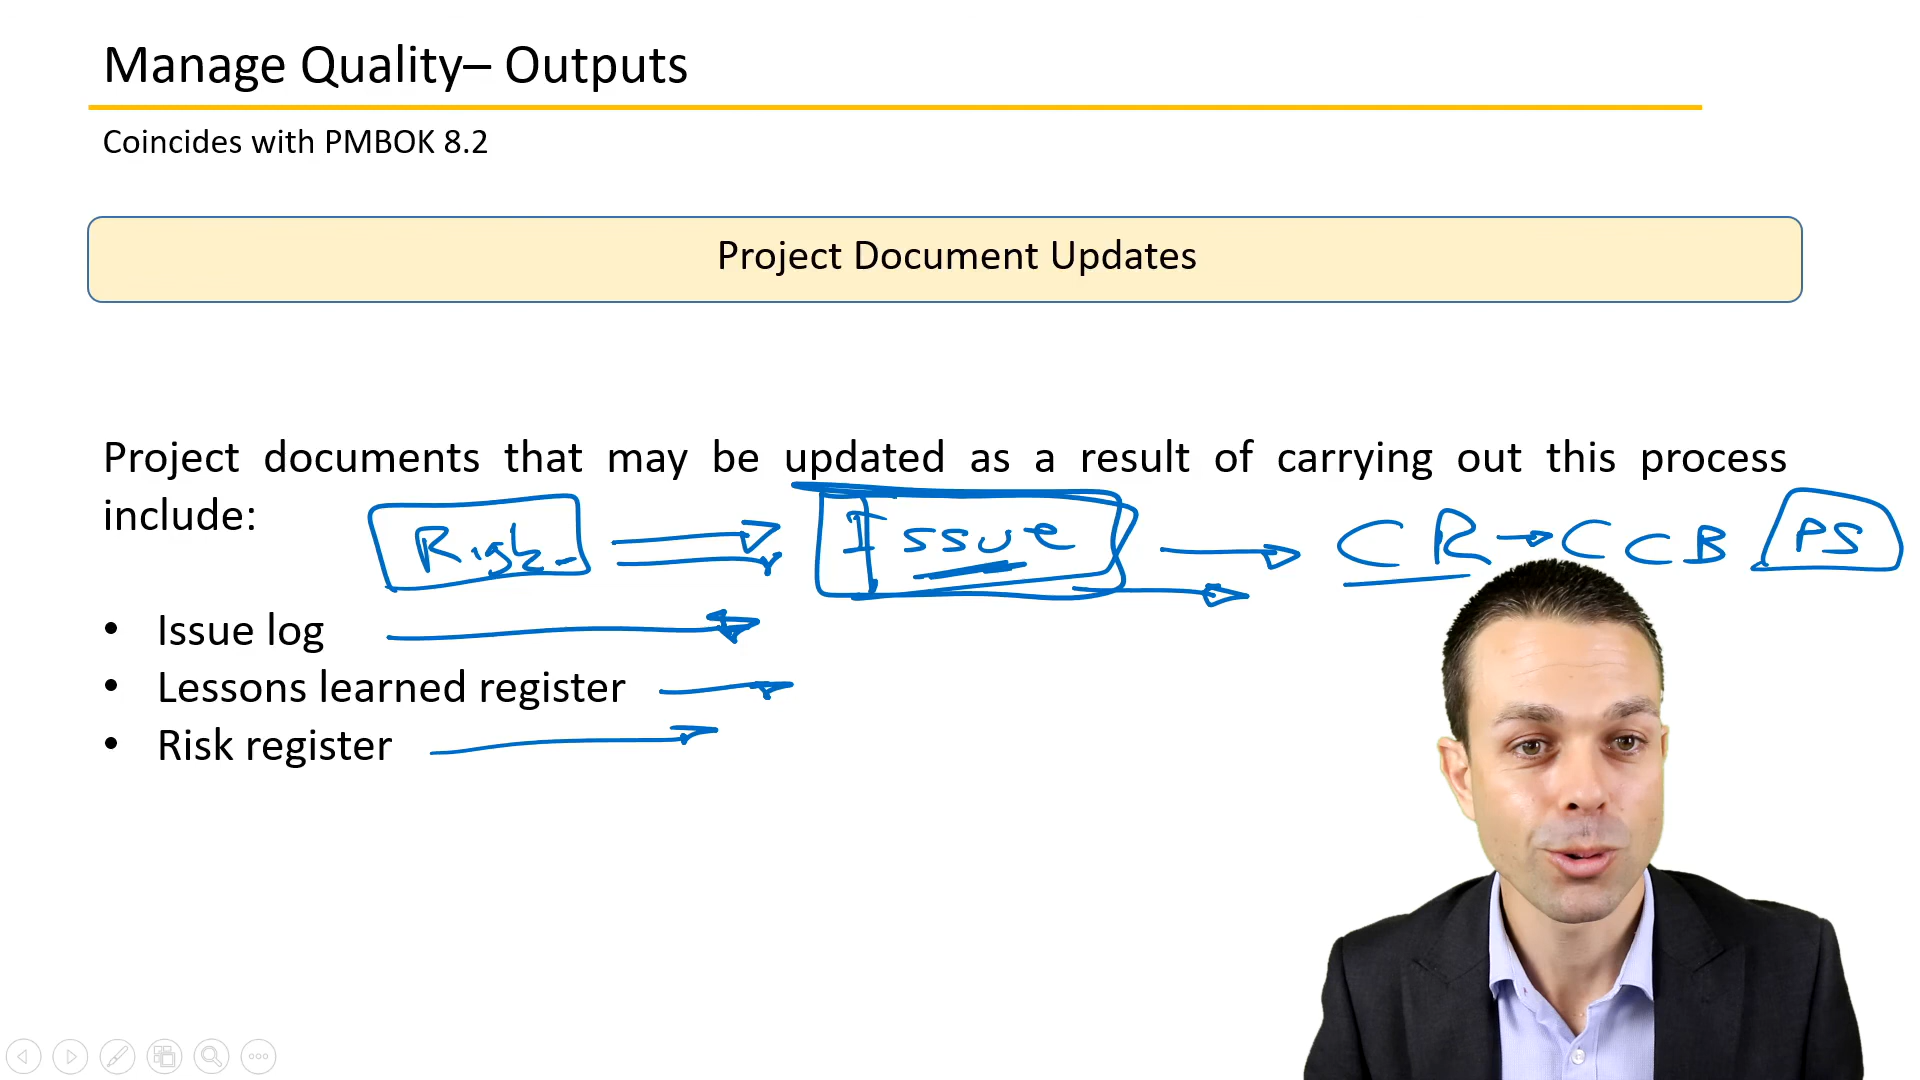 Manage Quality– Outputs
Coincides with PMBOK 8.2
Project Document Updates
Project documents that may be updated as a result of carrying out this process
include:
Risk Issue CR CCB PS
• Issue log
• Lessons learned register
• Risk register